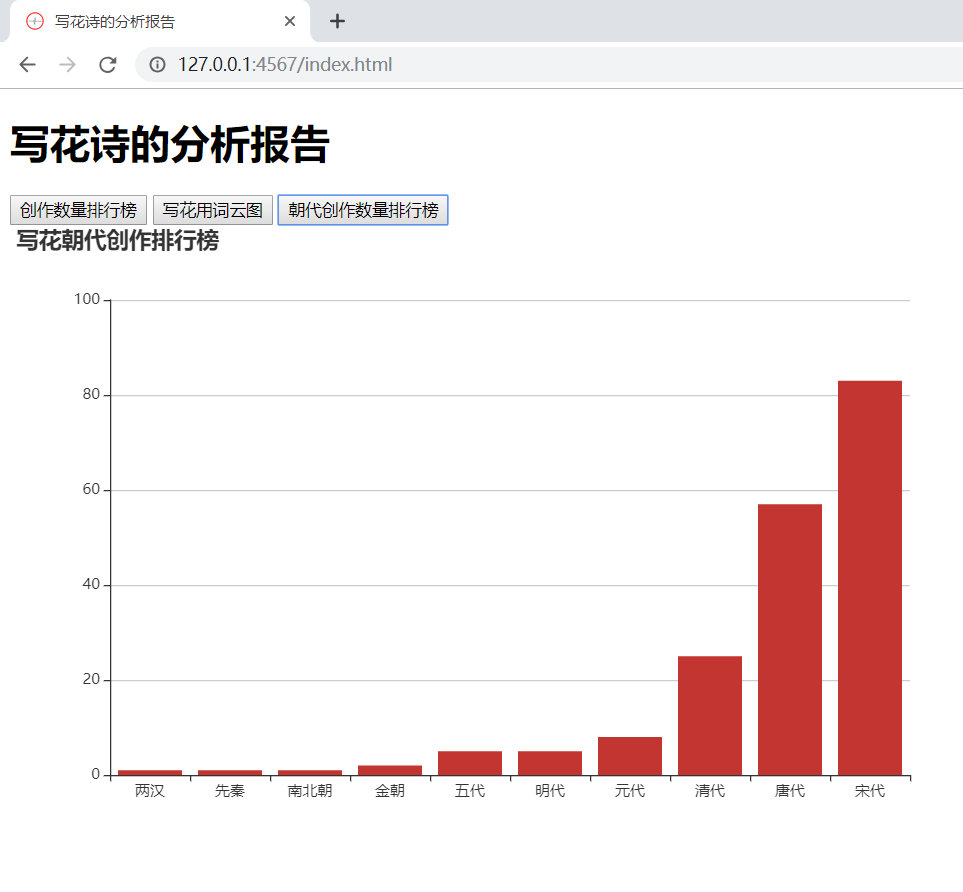 写花诗的分析报告
127.0.0.1:4567/index.html
写花诗的分析报告
创作数量排行榜 写花用词云图 朝代创作数量排行榜
写花朝代创作排行榜
100
80
60
40
20
0
两汉 先秦 南北朝 金朝 五代 明代 元代 清代 唐代 宋代